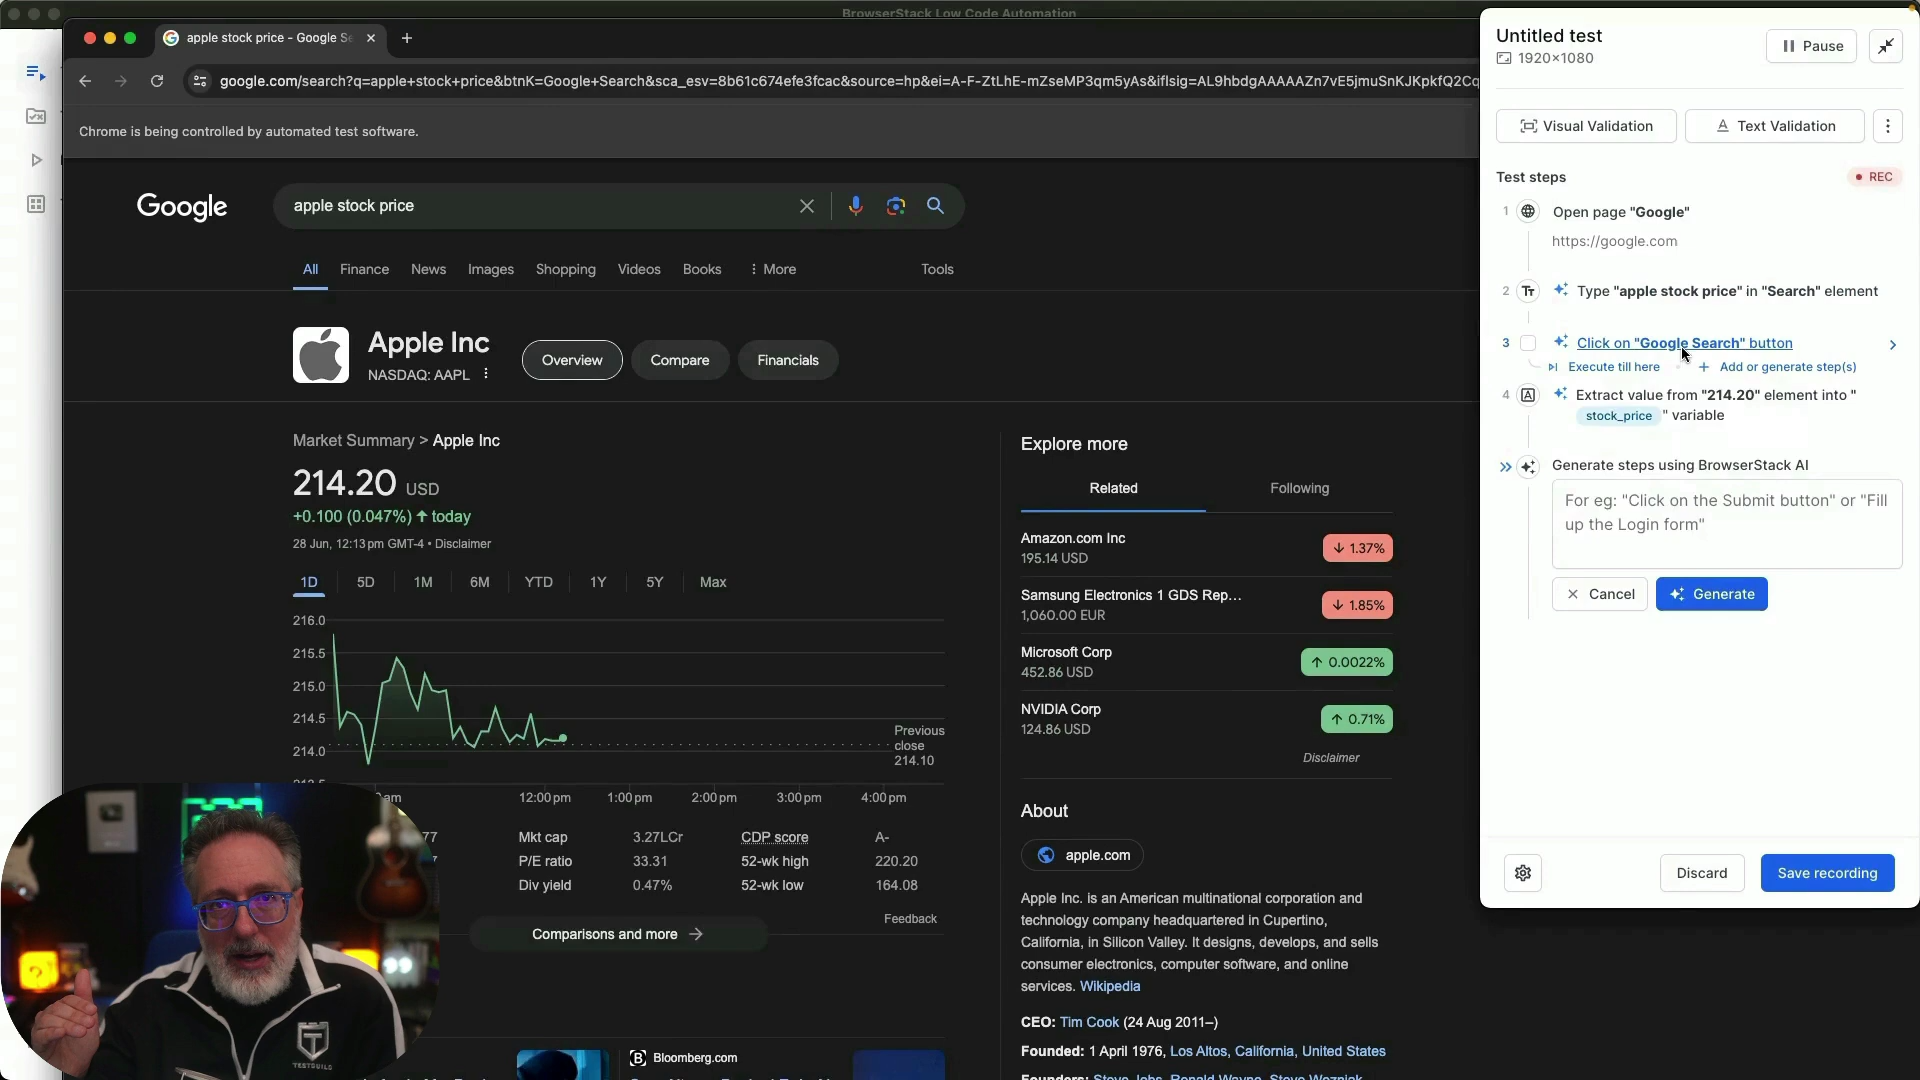 BrowserStack Low Code Automation
apple stock price - Google Se
google.com/search?q=apple+stock+price&btnK=Google+Search&sca_esv=8b61c674efe3fcac&source=hp&ei=A-F-ZtLhE-mZseMP3qm5yAs&iflsig=AL9hbdgAAAAAZn7vE5jmuSnKJKpkfQ2Cq
Chrome is being controlled by automated test software.
Google
apple stock price
All Finance News Images Shopping Videos Books More Tools
Apple Inc
NASDAQ: AAPL
Overview Compare Financials
Market Summary > Apple Inc
214.20 USD
+0.100 (0.047%) ↑ today
28 Jun, 12:13 pm GMT-4 • Disclaimer
1D 5D 1M 6M YTD 1Y 5Y Max
216.0
215.5
215.0
214.5
214.0
Previous
close
214.10
am 12:00 pm 1:00 pm 2:00 pm 3:00 pm 4:00 pm
77 Mkt cap 3.27LCr CDP score A-
P/E ratio 33.31 52-wk high 220.20
Div yield 0.47% 52-wk low 164.08
Feedback
Comparisons and more →
Bloomberg.com
Explore more
Related Following
Amazon.com Inc
195.14 USD
↓ 1.37%
Samsung Electronics 1 GDS Rep...
1,060.00 EUR
↓ 1.85%
Microsoft Corp
452.86 USD
↑ 0.0022%
NVIDIA Corp
124.86 USD
↑ 0.71%
Disclaimer
About
apple.com
Apple Inc. is an American multinational corporation and
technology company headquartered in Cupertino,
California, in Silicon Valley. It designs, develops, and sells
consumer electronics, computer software, and online
services. Wikipedia
CEO: Tim Cook (24 Aug 2011–)
Founded: 1 April 1976, Los Altos, California, United States
Founders: Steve Jobs, Ronald Wayne, Steve Wozniak
Untitled test
1920×1080
Pause
Visual Validation
Text Validation
Test steps
REC
1 Open page "Google"
https://google.com
2 Type "apple stock price" in "Search" element
3 Click on "Google Search" button
Execute till here + Add or generate step(s)
4 Extract value from "214.20" element into "
stock_price " variable
Generate steps using BrowserStack AI
For eg: "Click on the Submit button" or "Fill
up the Login form"
Cancel
Generate
Discard
Save recording
TESTGUILD